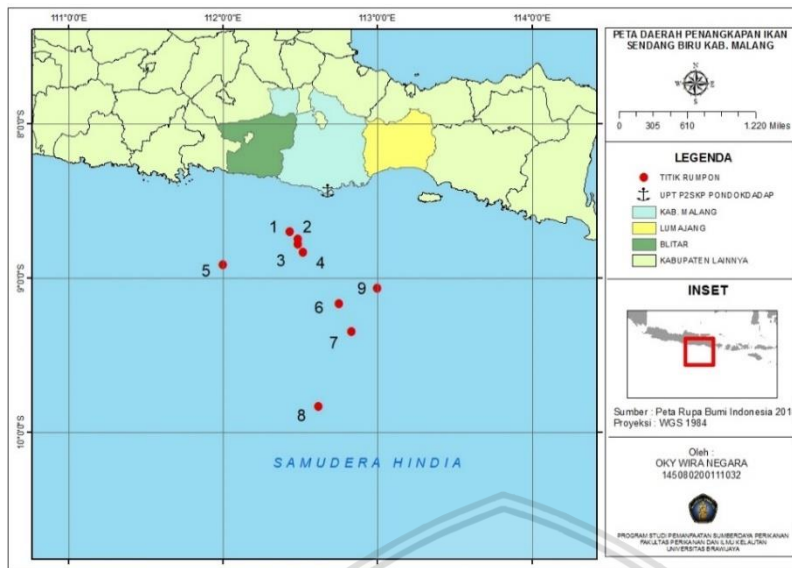 111°0'0"E 112°0'0"E 113°0'0"E 114°0'0"E
8°0'0"S
9°0'0"S
10°0'0"S
1
2
3
4
5
9
6
7
8
SAMUDERA HINDIA
PETA DAERAH PENANGKAPAN IKAN
SENDANG BIRU KAB. MALANG
N
S
0 305 610 1.220 Miles
LEGENDA
TITIK RUMPON
UPT P2SKP PONDOKDADAP
KAB. MALANG
LUMAJANG
BLITAR
KABUPATEN LAINNYA
INSET
Sumber : Peta Rupa Bumi Indonesia 201
Proyeksi : WGS 1984
Oleh :
OKY WIRA NEGARA
145080200111032
PROGRAM STUDI PEMANFAATAN SUMBERDAYA PERIKANAN
FAKULTAS PERIKANAN DAN ILMU KELAUTAN
UNIVERSITAS BRAWIJAYA